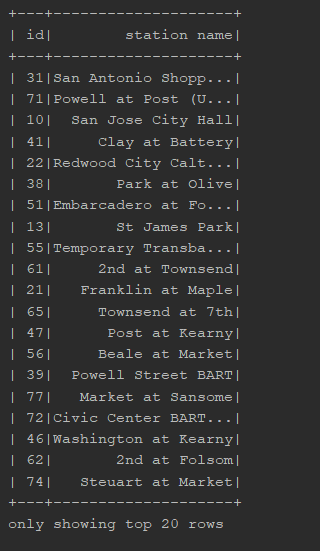 +---+--------------------+
| id|        station name|
+---+--------------------+
| 31|San Antonio Shopp...|
| 71|Powell at Post (U...|
| 10|  San Jose City Hall|
| 41|     Clay at Battery|
| 22|Redwood City Calt...|
| 38|       Park at Olive|
| 51|Embarcadero at Fo...|
| 13|       St James Park|
| 55|Temporary Transba...|
| 61|     2nd at Townsend|
| 21|   Franklin at Maple|
| 65|     Townsend at 7th|
| 47|      Post at Kearny|
| 56|     Beale at Market|
| 39|  Powell Street BART|
| 77|   Market at Sansome|
| 72|Civic Center BART...|
| 46|Washington at Kearny|
| 62|       2nd at Folsom|
| 74|   Steuart at Market|
+---+--------------------+
only showing top 20 rows